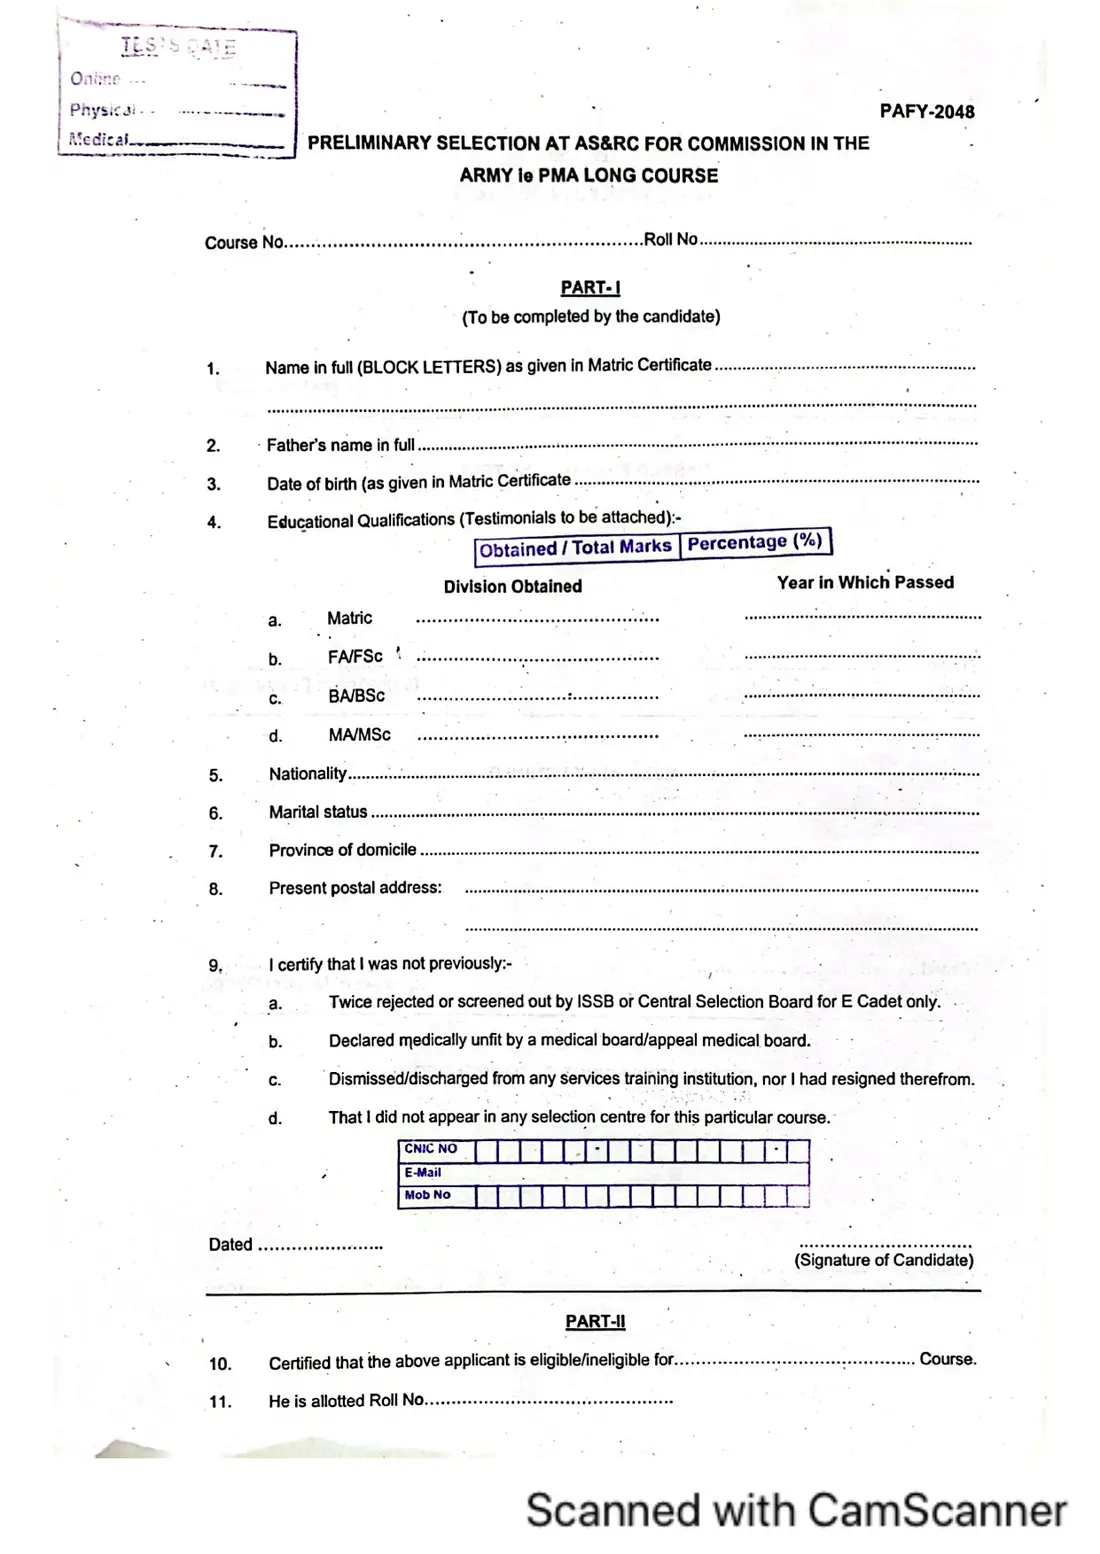 TESTS DATE
Online
Physical
Medical
PAFY-2048
PRELIMINARY SELECTION AT AS&RC FOR COMMISSION IN THE
ARMY ie PMA LONG COURSE
Course No..............................Roll No..............................
PART- I
(To be completed by the candidate)
1. Name in full (BLOCK LETTERS) as given in Matric Certificate..............................
..............................
2. Father's name in full..............................
3. Date of birth (as given in Matric Certificate..............................
4. Educational Qualifications (Testimonials to be attached):-
Obtained / Total Marks Percentage (%)
Division Obtained Year in Which Passed
a. Matric .............................. ..............................
b. FA/FSc .............................. ..............................
c. BA/BSc .............................. ..............................
d. MA/MSc .............................. ..............................
5. Nationality..............................
6. Marital status..............................
7. Province of domicile..............................
8. Present postal address: ..............................
..............................
9. I certify that I was not previously:-
a. Twice rejected or screened out by ISSB or Central Selection Board for E Cadet only.
b. Declared medically unfit by a medical board/appeal medical board.
c. Dismissed/discharged from any services training institution, nor I had resigned therefrom.
d. That I did not appear in any selection centre for this particular course.
CNIC NO - -
E-Mail
Mob No
Dated ....................... ..............................
(Signature of Candidate)
PART-II
10. Certified that the above applicant is eligible/ineligible for.............................. Course.
11. He is allotted Roll No..............................
Scanned with CamScanner